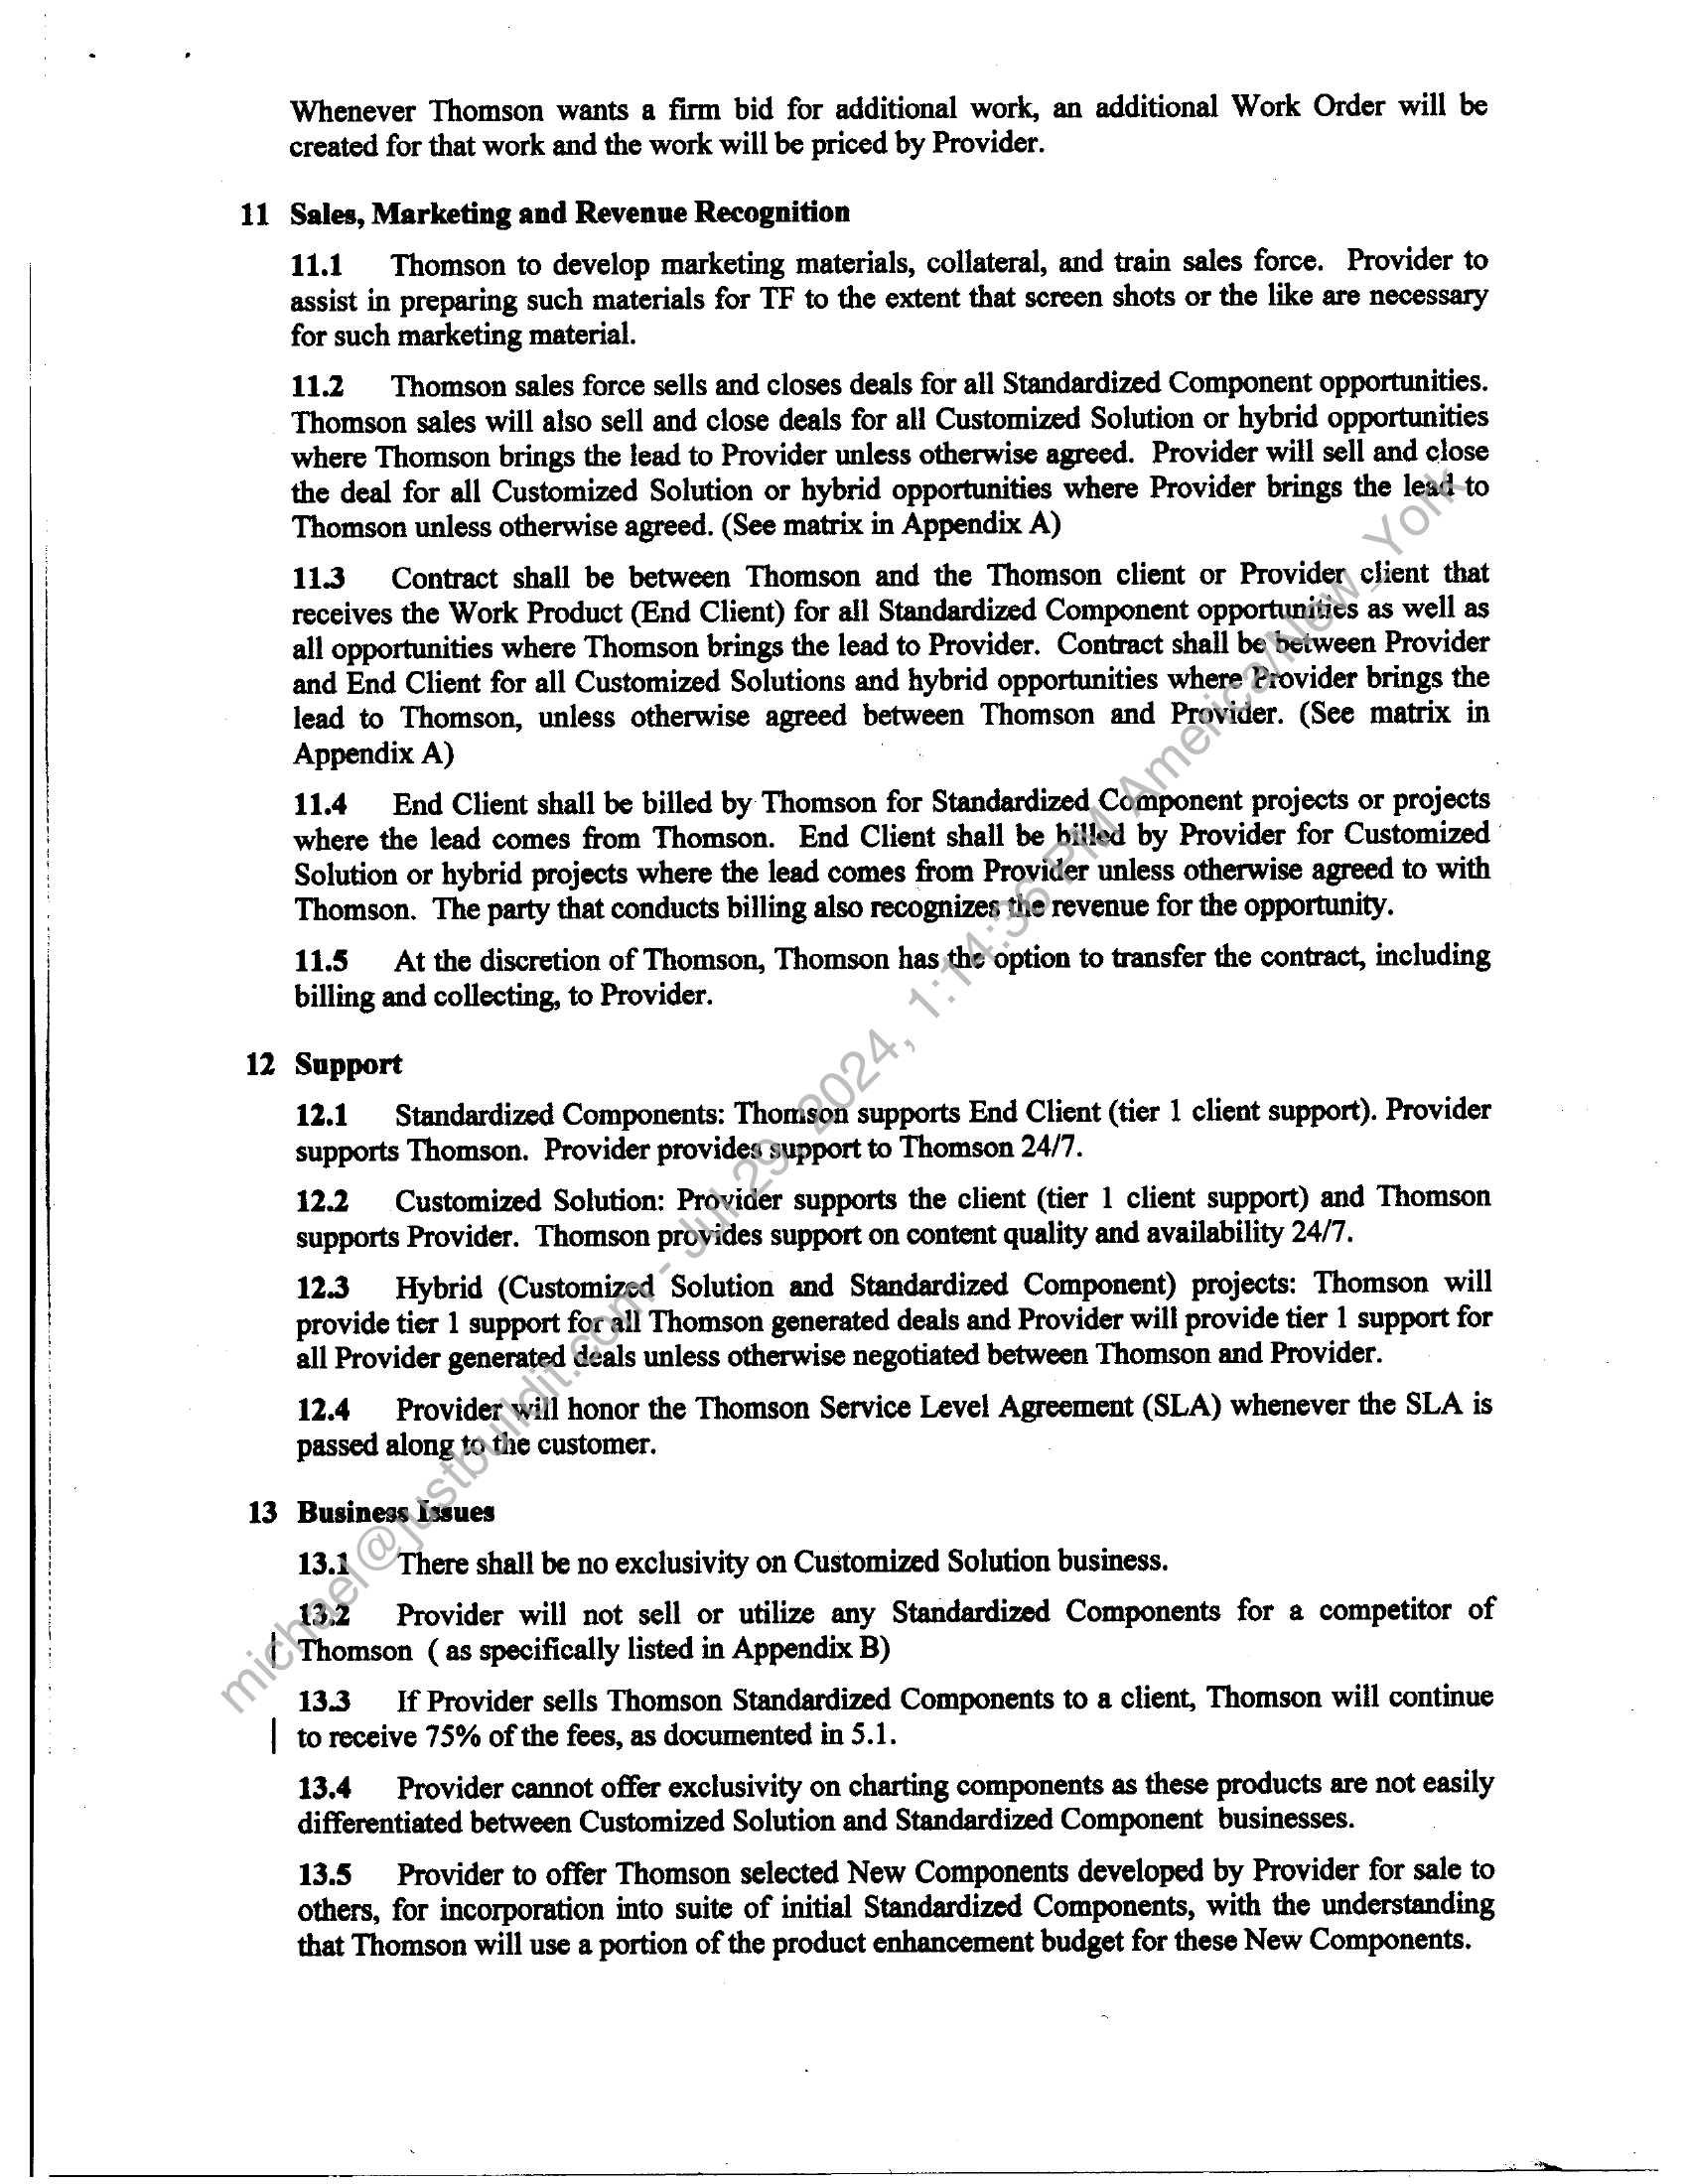 Whenever Thomson wants a firm bid for additional work, an additional Work Order will be
created for that work and the work will be priced by Provider.
11 Sales, Marketing and Revenue Recognition
11.1 Thomson to develop marketing materials, collateral, and train sales force. Provider to
assist in preparing such materials for TF to the extent that screen shots or the like are necessary
for such marketing material.
11.2 Thomson sales force sells and closes deals for all Standardized Component opportunities.
Thomson sales will also sell and close deals for all Customized Solution or hybrid opportunities
where Thomson brings the lead to Provider unless otherwise agreed. Provider will sell and close
the deal for all Customized Solution or hybrid opportunities where Provider brings the lead to
Thomson unless otherwise agreed. (See matrix in Appendix A)
11.3 Contract shall be between Thomson and the Thomson client or Provider client that
receives the Work Product (End Client) for all Standardized Component opportunities as well as
all opportunities where Thomson brings the lead to Provider. Contract shall be between Provider
and End Client for all Customized Solutions and hybrid opportunities where Provider brings the
lead to Thomson, unless otherwise agreed between Thomson and Provider. (See matrix in
Appendix A)
11.4 End Client shall be billed by Thomson for Standardized Component projects or projects
where the lead comes from Thomson. End Client shall be billed by Provider for Customized
Solution or hybrid projects where the lead comes from Provider unless otherwise agreed to with
Thomson. The party that conducts billing also recognizes the revenue for the opportunity.
11.5 At the discretion of Thomson, Thomson has the option to transfer the contract, including
billing and collecting, to Provider.
12 Support
12.1 Standardized Components: Thomson supports End Client (tier 1 client support). Provider
supports Thomson. Provider provides support to Thomson 24/7.
12.2 Customized Solution: Provider supports the client (tier 1 client support) and Thomson
supports Provider. Thomson provides support on content quality and availability 24/7.
12.3 Hybrid (Customized Solution and Standardized Component) projects: Thomson will
provide tier 1 support for all Thomson generated deals and Provider will provide tier 1 support for
all Provider generated deals unless otherwise negotiated between Thomson and Provider.
12.4 Provider will honor the Thomson Service Level Agreement (SLA) whenever the SLA is
passed along to the customer.
13 Business Issues
13.1 There shall be no exclusivity on Customized Solution business.
13.2 Provider will not sell or utilize any Standardized Components for a competitor of
Thomson ( as specifically listed in Appendix B)
13.3 If Provider sells Thomson Standardized Components to a client, Thomson will continue
to receive 75% of the fees, as documented in 5.1.
13.4 Provider cannot offer exclusivity on charting components as these products are not easily
differentiated between Customized Solution and Standardized Component businesses.
13.5 Provider to offer Thomson selected New Components developed by Provider for sale to
others, for incorporation into suite of initial Standardized Components, with the understanding
that Thomson will use a portion of the product enhancement budget for these New Components.
michael@justbuildit.com - Jul 29, 2024, 1:14:36 PM America/New_York